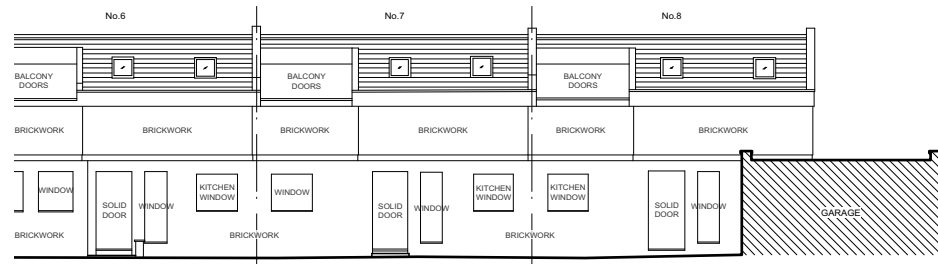 No.6
No.7
No.8
BALCONY
DOORS
BALCONY
DOORS
BALCONY
DOORS
BRICKWORK
BRICKWORK
BRICKWORK
BRICKWORK
BRICKWORK
BRICKWORK
WINDOW
SOLID
DOOR
WINDOW
KITCHEN
WINDOW
WINDOW
SOLID
DOOR
WINDOW
KITCHEN
WINDOW
KITCHEN
WINDOW
SOLID
DOOR
WINDOW
GARAGE
BRICKWORK
BRICKWORK
BRICKWORK